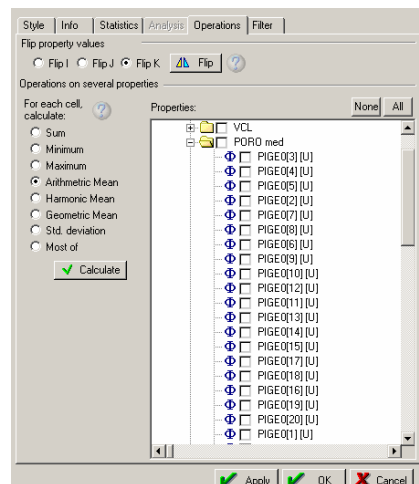 Style Info Statistics Analysis Operations Filter
Flip property values
Flip I Flip J Flip K Flip
Operations on several properties
For each cell,
calculate:
Properties:
None All
Sum
Minimum
Maximum
Arithmetric Mean
Harmonic Mean
Geometric Mean
Std. deviation
Most of
Calculate
VCL
PORO med
PIGE0[3] [U]
PIGE0[4] [U]
PIGE0[5] [U]
PIGE0[2] [U]
PIGE0[7] [U]
PIGE0[8] [U]
PIGE0[6] [U]
PIGE0[9] [U]
PIGE0[10] [U]
PIGE0[12] [U]
PIGE0[11] [U]
PIGE0[13] [U]
PIGE0[14] [U]
PIGE0[15] [U]
PIGE0[17] [U]
PIGE0[18] [U]
PIGE0[16] [U]
PIGE0[19] [U]
PIGE0[20] [U]
PIGE0[1] [U]
Apply OK Cancel